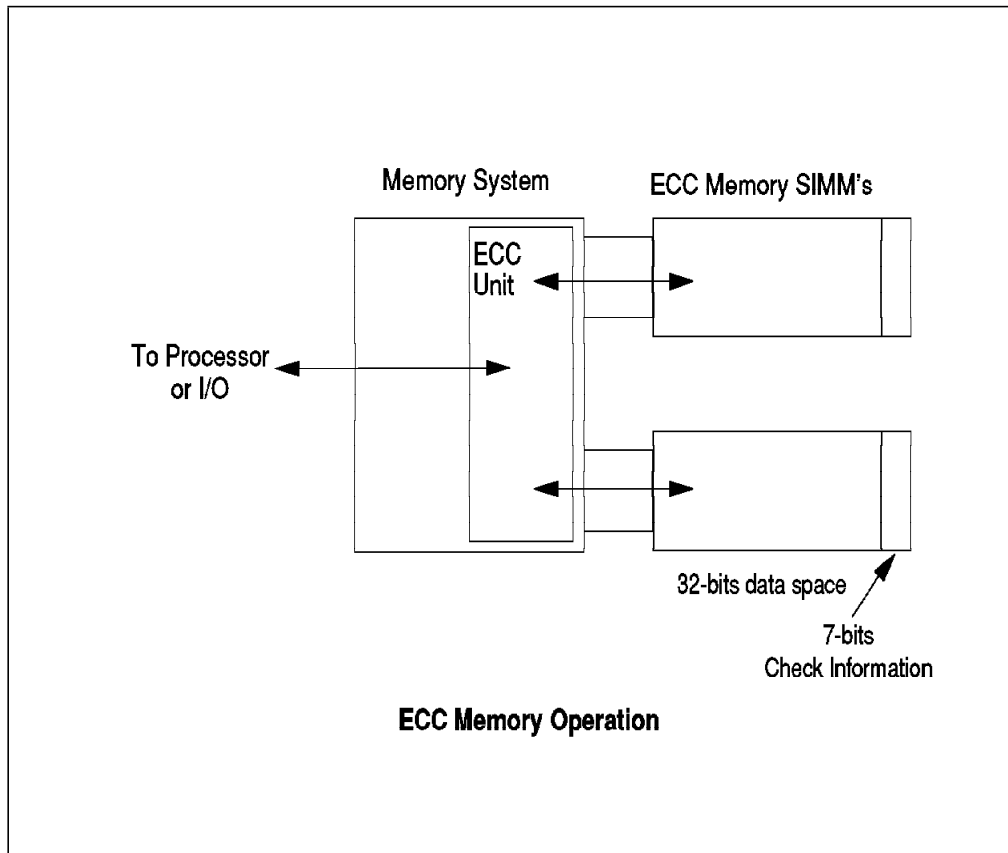 Memory System
ECC Memory SIMM's
ECC
Unit
To Processor
or I/O
32-bits data space
7-bits
Check Information
ECC Memory Operation